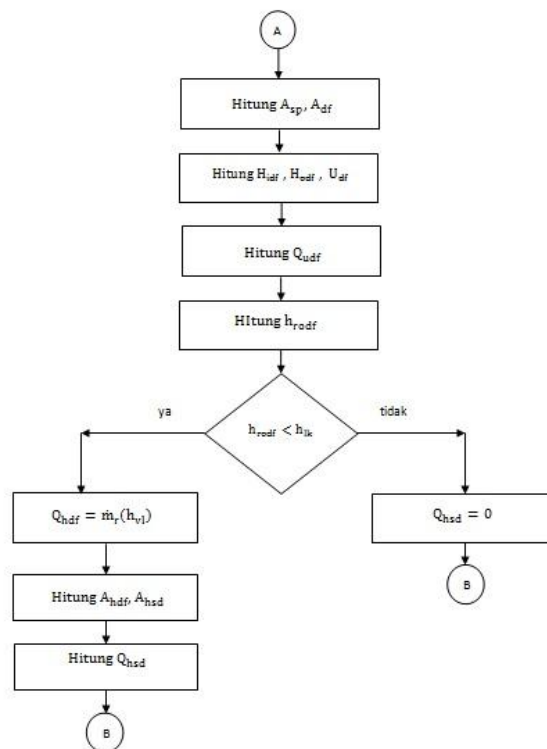 A
Hitung A_sp, A_df
Hitung H_idf , H_odf , U_df
Hitung Q_udf
HItung h_rodf
ya
tidak
h_rodf < h_lk
Q_hdf = ṁ_r(h_vl)
Q_hsd = 0
Hitung A_hdf, A_hsd
B
Hitung Q_hsd
B